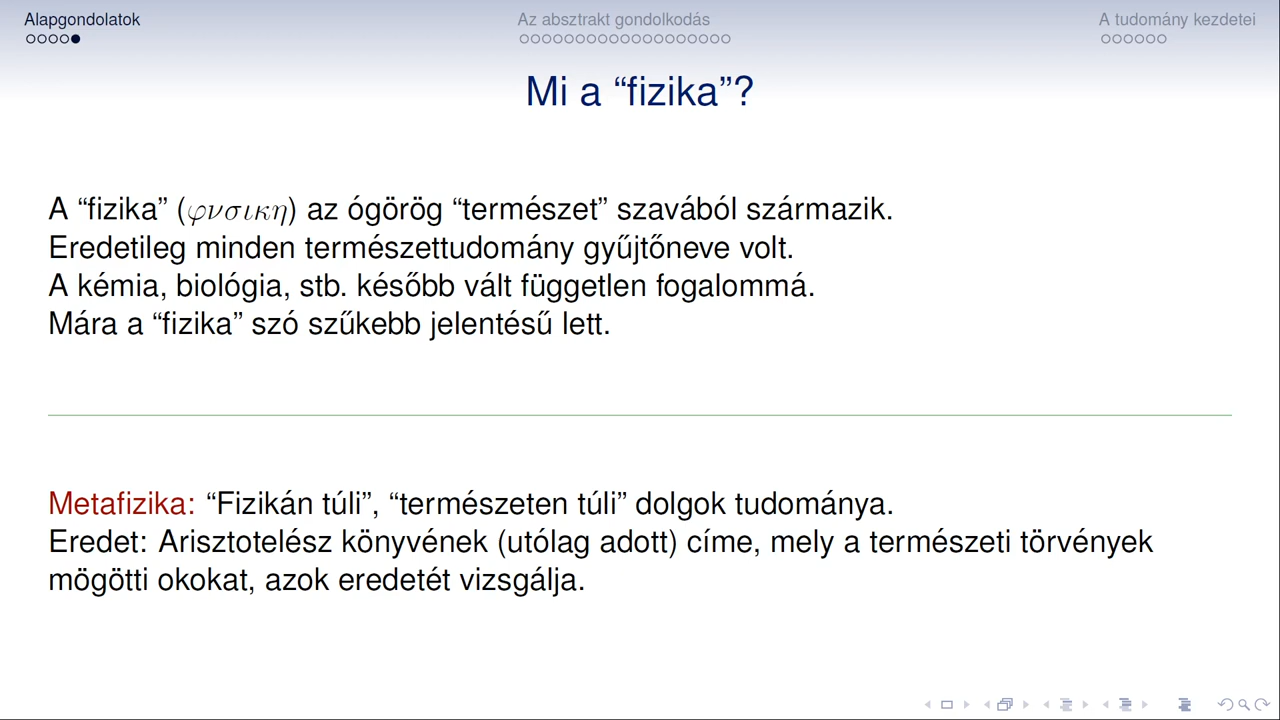 Alapgondolatok
Az absztrakt gondolkodás
A tudomány kezdetei
Mi a “fizika”?
A “fizika” (φνσικη) az ógörög “természet” szavából származik.
Eredetileg minden természettudomány gyűjtőneve volt.
A kémia, biológia, stb. később vált független fogalommá.
Mára a “fizika” szó szűkebb jelentésű lett.
Metafizika: “Fizikán túli”, “természeten túli” dolgok tudománya.
Eredet: Arisztotelész könyvének (utólag adott) címe, mely a természeti törvények
mögötti okokat, azok eredetét vizsgálja.